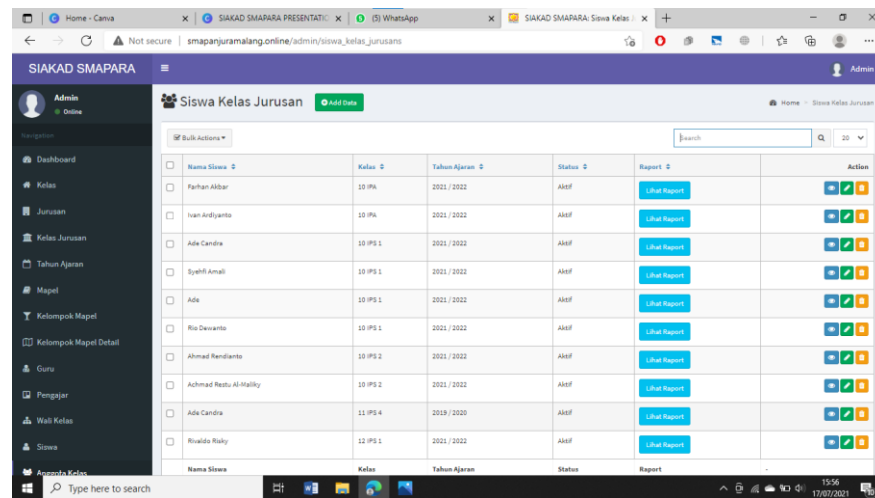 Home - Canva
SIAKAD SMAPARA PRESENTATIO
(5) WhatsApp
SIAKAD SMAPARA: Siswa Kelas J
Not secure | smapanjuramalang.online/admin/siswa_kelas_jurusans
SIAKAD SMAPARA
Admin
Admin
Online
Siswa Kelas Jurusan
Add Data
Home
Siswa Kelas Jurusan
Navigation
Bulk Actions
Search
20
Dashboard
Kelas
Jurusan
Kelas Jurusan
Tahun Ajaran
Mapel
Kelompok Mapel
Kelompok Mapel Detail
Guru
Pengajar
Wali Kelas
Siswa
Anggota Kelas
Nama Siswa Kelas Tahun Ajaran Status Raport Action
Farhan Akbar 10 IPA 2021 / 2022 Aktif Lihat Raport
Ivan Ardiyanto 10 IPA 2021 / 2022 Aktif Lihat Raport
Ade Candra 10 IPS 1 2021 / 2022 Aktif Lihat Raport
Syehfi Amali 10 IPS 1 2021 / 2022 Aktif Lihat Raport
Ade 10 IPS 1 2021 / 2022 Aktif Lihat Raport
Rio Dewanto 10 IPS 1 2021 / 2022 Aktif Lihat Raport
Ahmad Rendianto 10 IPS 2 2021 / 2022 Aktif Lihat Raport
Achmad Restu Al-Maliky 10 IPS 2 2021 / 2022 Aktif Lihat Raport
Ade Candra 11 IPS 4 2019 / 2020 Aktif Lihat Raport
Rivaldo Risky 12 IPS 1 2021 / 2022 Aktif Lihat Raport
Nama Siswa Kelas Tahun Ajaran Status Raport -
Type here to search
15:56
17/07/2021